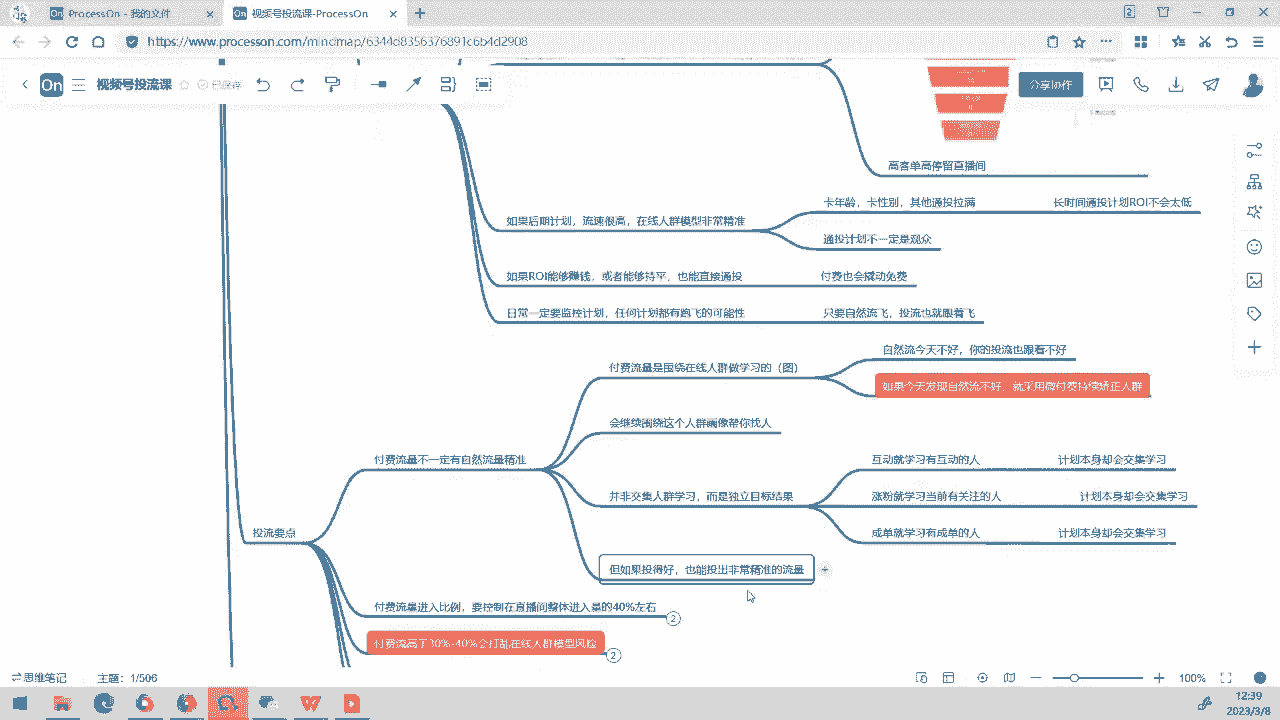 ProcessOn - 我的文件
视频号投流课-ProcessOn
https://www.processon.com/mindmap/6344d8356376891c6b4d2908
On 视频号投流课 已保存
分享协作
高客单高停留直播间
如果后期计划，流速很高，在线人群模型非常精准
卡年龄，卡性别，其他通投拉满
长时间通投计划ROI不会太低
通投计划不一定是观众
如果ROI能够赚钱，或者能够持平，也能直接通投
付费也会撬动免费
日常一定要监控计划，任何计划都有跑飞的可能性
只要自然流飞，投流也就跟着飞
付费流量是围绕在线人群做学习的（图）
自然流今天不好，你的投流也跟着不好
如果今天发现自然流不好，就采用微付费持续矫正人群
会继续围绕这个人群画像帮你找人
付费流量不一定有自然流量精准
并非交集人群学习，而是独立目标结果
互动就学习有互动的人
计划本身却会交集学习
涨粉就学习当前有关注的人
计划本身却会交集学习
成单就学习有成单的人
计划本身却会交集学习
投流要点
但如果投得好，也能投出非常精准的流量
付费流量进入比例，要控制在直播间整体进入量的40%左右
2
付费流高于30%-40%会打乱在线人群模型风险
2
思维笔记
主题：1/506
100%
12:39
2023/3/8